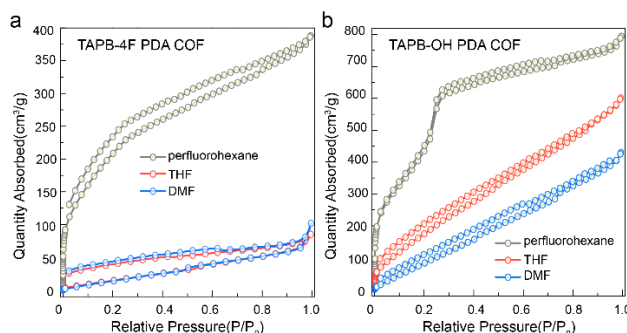 a
b
TAPB-4F PDA COF
TAPB-OH PDA COF
400
350
300
250
200
150
100
50
0
Quantity Absorbed(cm³/g)
perfluorohexane
THF
DMF
0.0 0.2 0.4 0.6 0.8 1.0
Relative Pressure(P/P
800
700
600
500
400
300
200
100
Quantity Absorbed(cm³/g)
perfluorohexane
THF
DMF
0.0 0.2 0.4 0.6 0.8 1.0
Relative Pressure(P/P